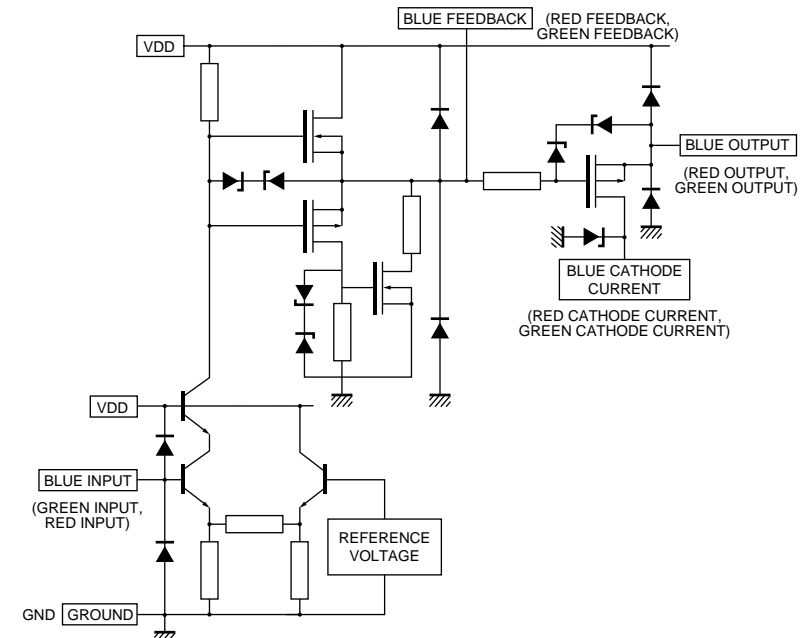 BLUE FEEDBACK
(RED FEEDBACK,
GREEN FEEDBACK)
VDD
BLUE OUTPUT
(RED OUTPUT,
GREEN OUTPUT)
BLUE CATHODE
CURRENT
(RED CATHODE CURRENT,
GREEN CATHODE CURRENT)
VDD
BLUE INPUT
(GREEN INPUT,
RED INPUT)
REFERENCE
VOLTAGE
GND GROUND